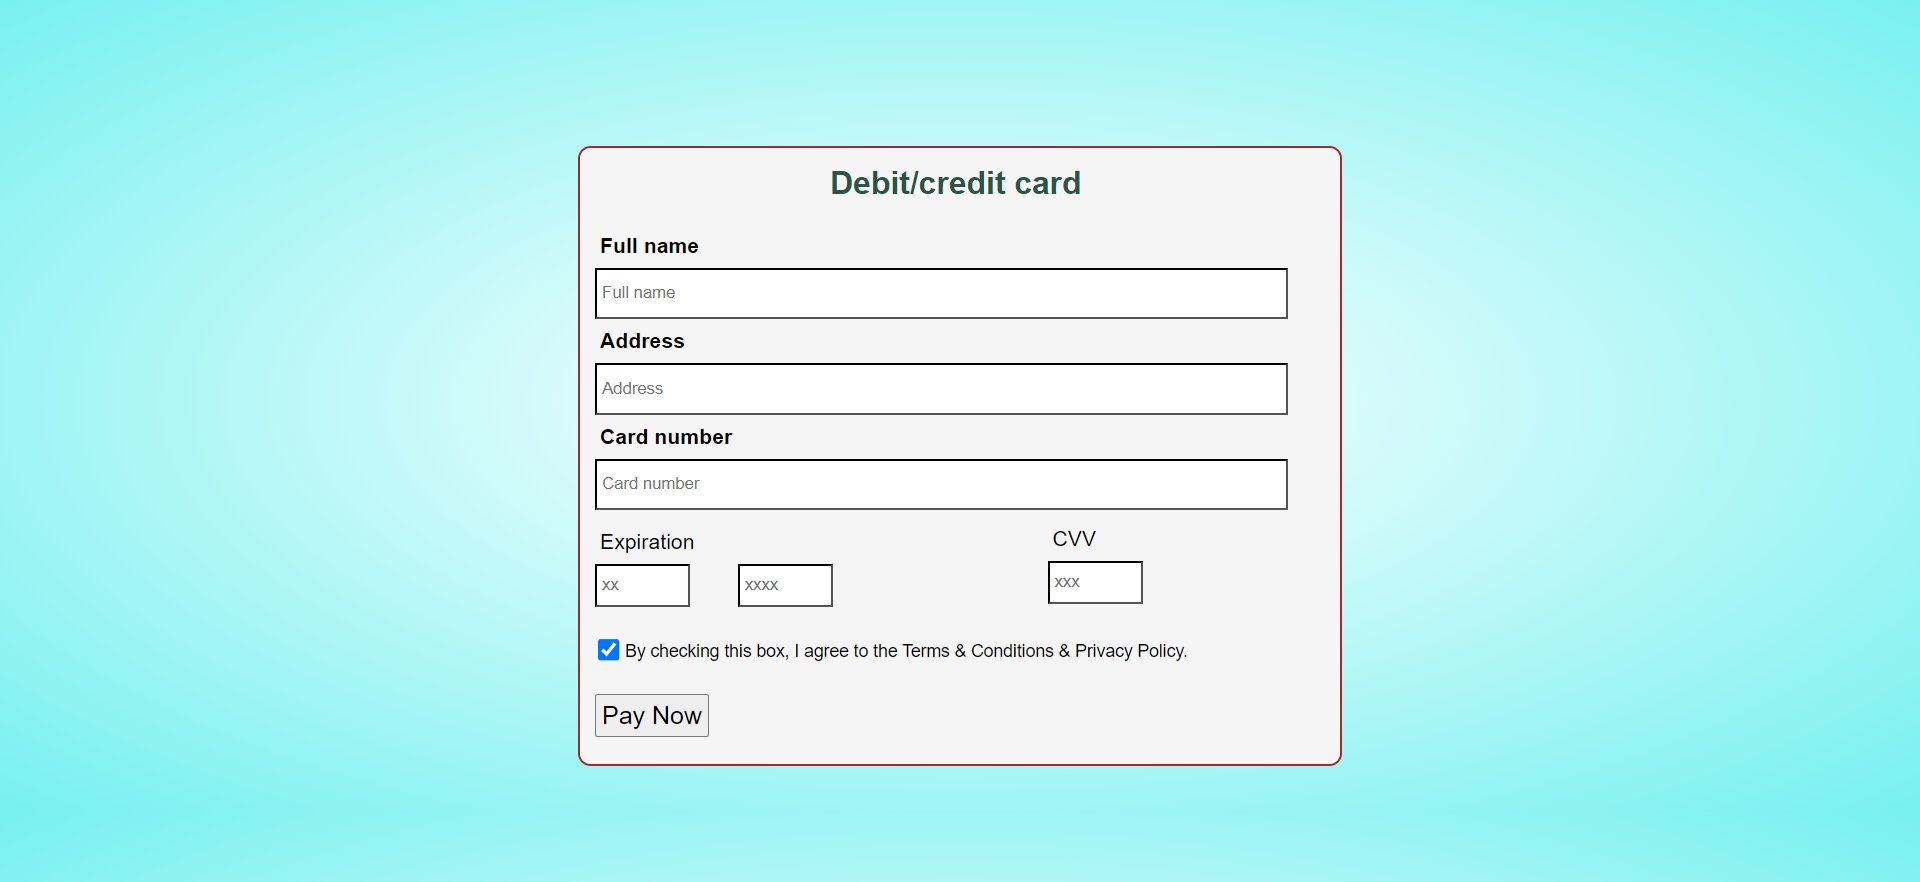 Debit/credit card
Full name
Full name
Address
Address
Card number
Card number
Expiration
CVV
xx
xxxx
xxx
By checking this box, I agree to the Terms & Conditions & Privacy Policy.
Pay Now